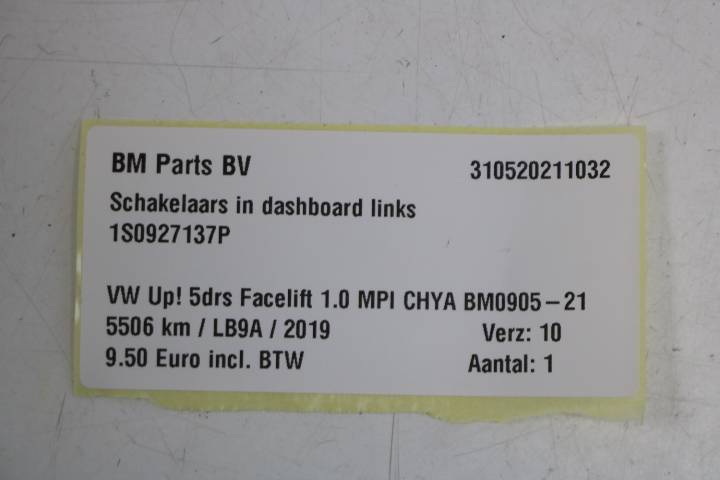 BM Parts BV 310520211032
Schakelaars in dashboard links
1S0927137P
VW Up! 5drs Facelift 1.0 MPI CHYA BM0905-21
5506 km / LB9A / 2019 Verz: 10
9.50 Euro incl. BTW Aantal: 1